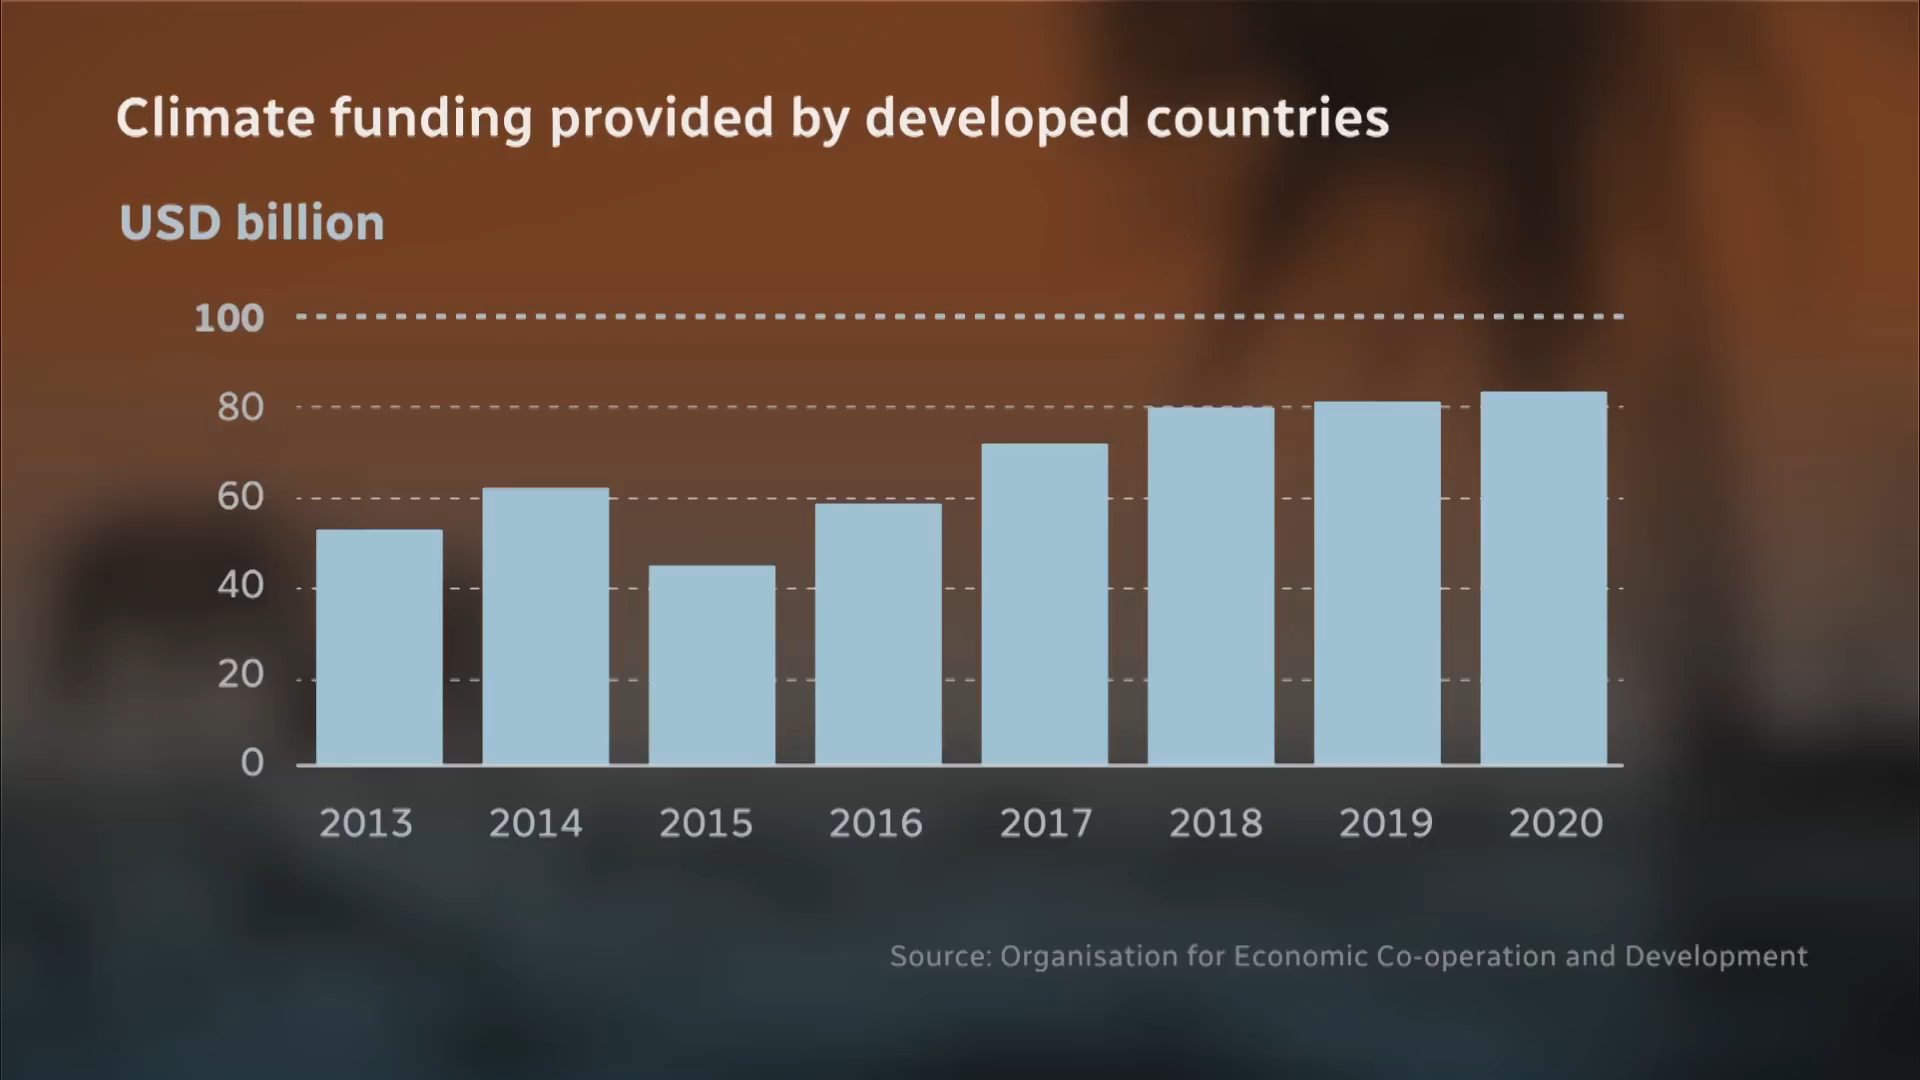 Climate funding provided by developed countries
USD billion
100
80
60
40
20
0
2013 2014 2015 2016 2017 2018 2019 2020
Source: Organisation for Economic Co-operation and Development